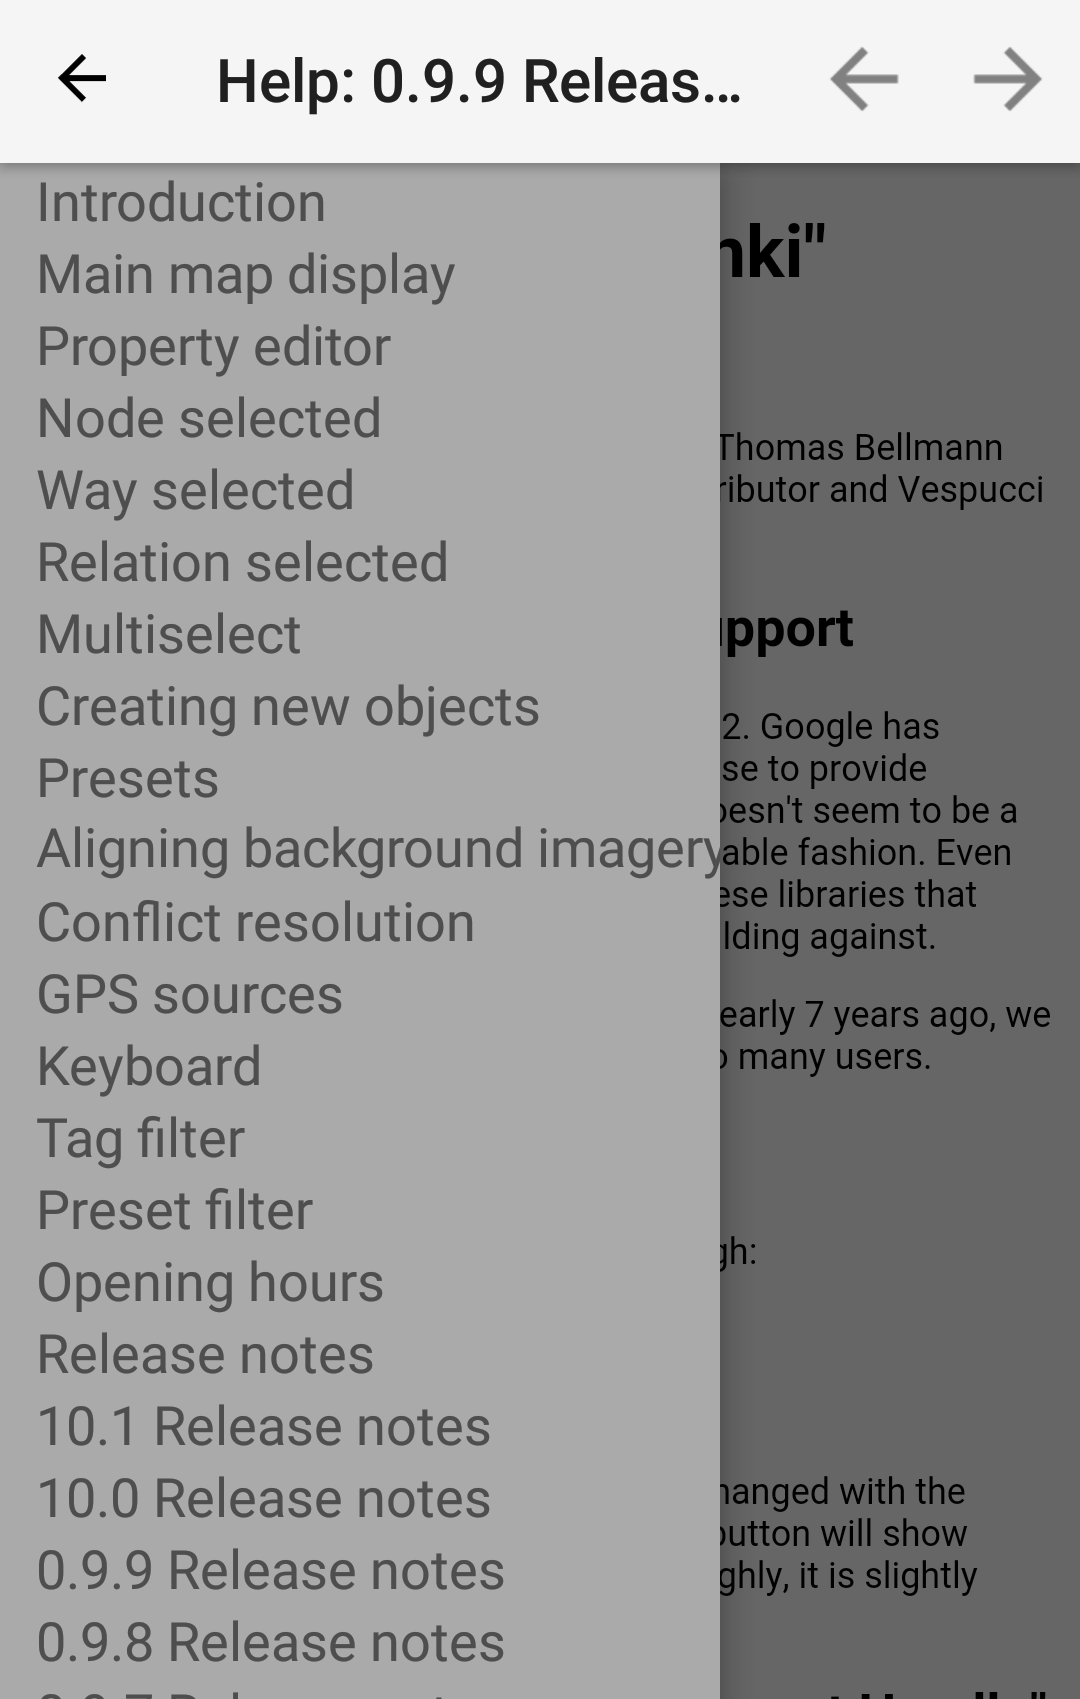 Help: 0.9.9 Releas...
Introduction
Main map display
Property editor
Node selected
Way selected
Relation selected
Multiselect
Creating new objects
Presets
Aligning background imagery
Conflict resolution
GPS sources
Keyboard
Tag filter
Preset filter
Opening hours
Release notes
10.1 Release notes
10.0 Release notes
0.9.9 Release notes
0.9.8 Release notes
nki"
Thomas Bellmann
ributor and Vespucci
pport
2. Google has
se to provide
oesn't seem to be a
able fashion. Even
ese libraries that
lding against.
early 7 years ago, we
o many users.
gh:
hanged with the
button will show
ghly, it is slightly